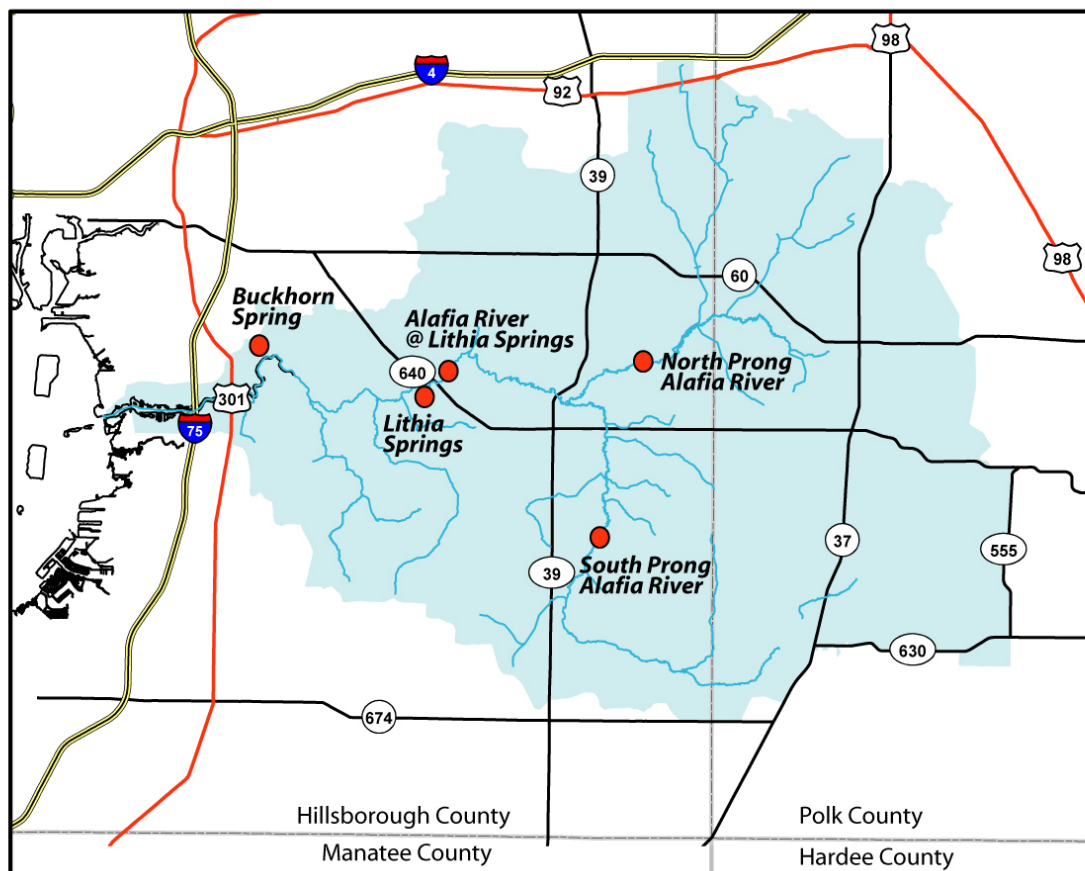 98
4
92
39
98
60
Buckhorn
Spring
Alafia River
@ Lithia Springs
North Prong
Alafia River
640
301
Lithia
Springs
75
37
555
39
South Prong
Alafia River
630
674
Hillsborough County
Polk County
Manatee County
Hardee County